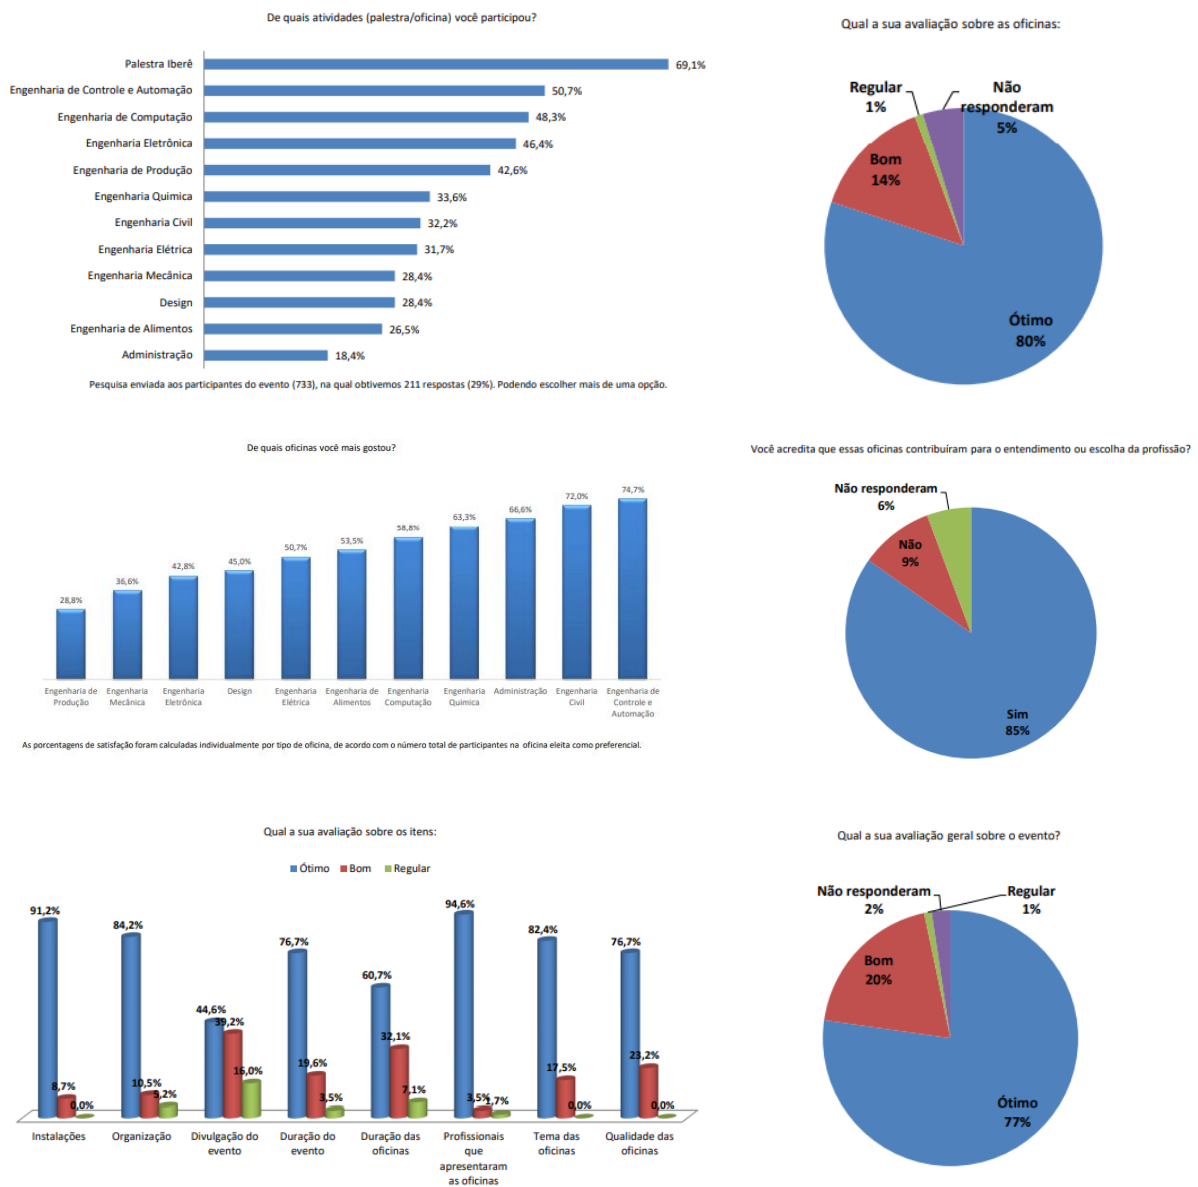 De quais atividades (palestra/oficina) você participou?
Palestra Iberê
69,1%
Engenharia de Controle e Automação
50,7%
Engenharia de Computação
48,3%
Engenharia Eletrônica
46,4%
Engenharia de Produção
42,6%
Engenharia Quimica
33,6%
Engenharia Civil
32,2%
Engenharia Elétrica
31,7%
Engenharia Mecânica
28,4%
Design
28,4%
Engenharia de Alimentos
26,5%
Administração
18,4%
Pesquisa enviada aos participantes do evento (733), na qual obtivemos 211 respostas (29%). Podendo escolher mais de uma opção.
Qual a sua avaliação sobre as oficinas:
Regular
1%
Não
responderam
5%
Bom
14%
Ótimo
80%
De quais oficinas você mais gostou?
28,8%
36,6%
42,8%
45,0%
50,7%
53,5%
58,8%
63,3%
66,6%
72,0%
74,7%
Engenharia de
Produção
Engenharia
Mecânica
Engenharia
Eletrônica
Design
Engenharia
Elétrica
Engenharia de
Alimentos
Engenharia
Computação
Engenharia
Quimica
Administração
Engenharia
Civil
Engenharia de
Controle e
Automação
As porcentagens de satisfação foram calculadas individualmente por tipo de oficina, de acordo com o número total de participantes na oficina eleita como preferencial.
Você acredita que essas oficinas contribuíram para o entendimento ou escolha da profissão?
Não responderam
6%
Não
9%
Sim
85%
Qual a sua avaliação sobre os itens:
Ótimo Bom Regular
91,2%
8,7%
0,0%
84,2%
10,5%
5,2%
44,6%
39,2%
16,0%
76,7%
19,6%
3,5%
60,7%
32,1%
7,1%
94,6%
3,5%
1,7%
82,4%
17,5%
0,0%
76,7%
23,2%
0,0%
Instalações
Organização
Divulgação do
evento
Duração do
evento
Duração das
oficinas
Profissionais
que
apresentaram
as oficinas
Tema das
oficinas
Qualidade das
oficinas
Qual a sua avaliação geral sobre o evento?
Não responderam
2%
Regular
1%
Bom
20%
Ótimo
77%